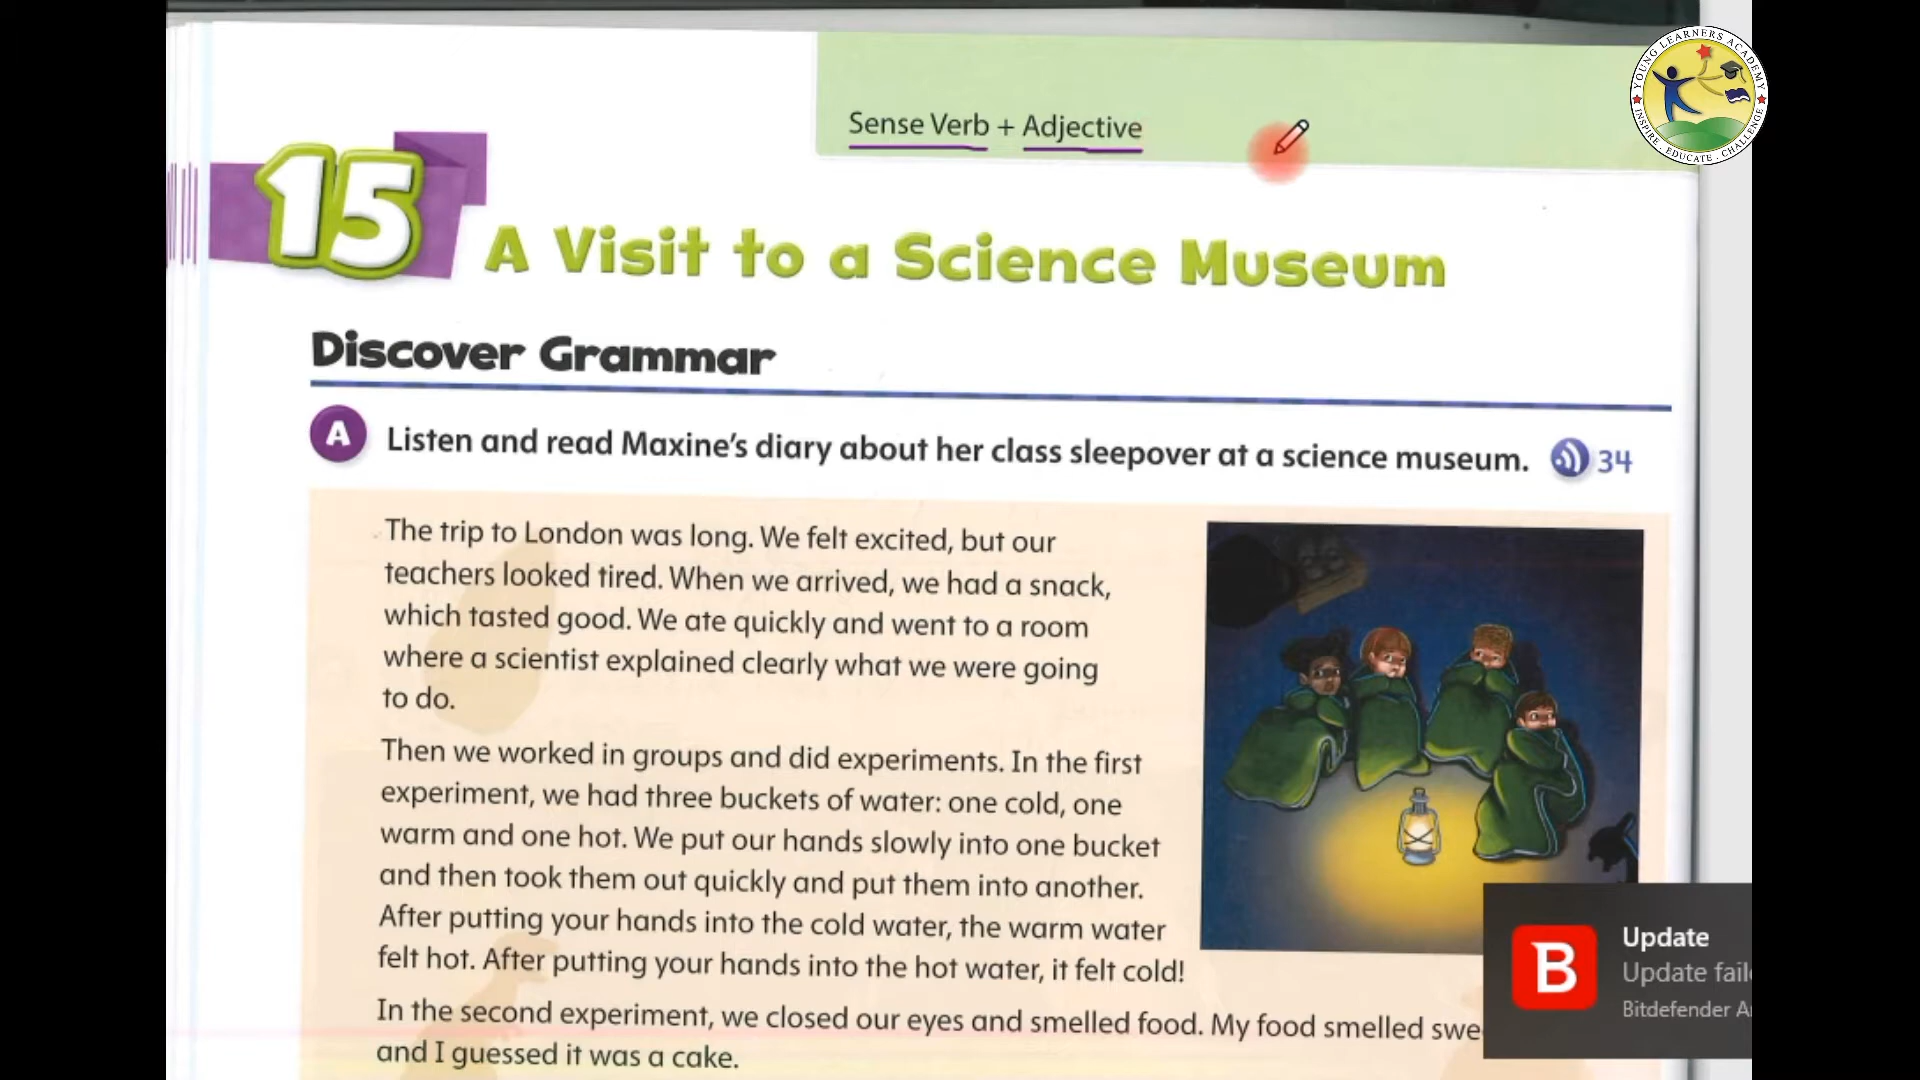 YOUNG LEARNERS ACADEMY
INSPIRE . EDUCATE . CHALLENGE
Sense Verb + Adjective
15
A Visit to a Science Museum
Discover Grammar
A
Listen and read Maxine's diary about her class sleepover at a science museum.
34
The trip to London was long. We felt excited, but our
teachers looked tired. When we arrived, we had a snack,
which tasted good. We ate quickly and went to a room
where a scientist explained clearly what we were going
to do.
Then we worked in groups and did experiments. In the first
experiment, we had three buckets of water: one cold, one
warm and one hot. We put our hands slowly into one bucket
and then took them out quickly and put them into another.
After putting your hands into the cold water, the warm water
felt hot. After putting your hands into the hot water, it felt cold!
In the second experiment, we closed our eyes and smelled food. My food smelled swe
and I guessed it was a cake.
B
Update
Update fail
Bitdefender A